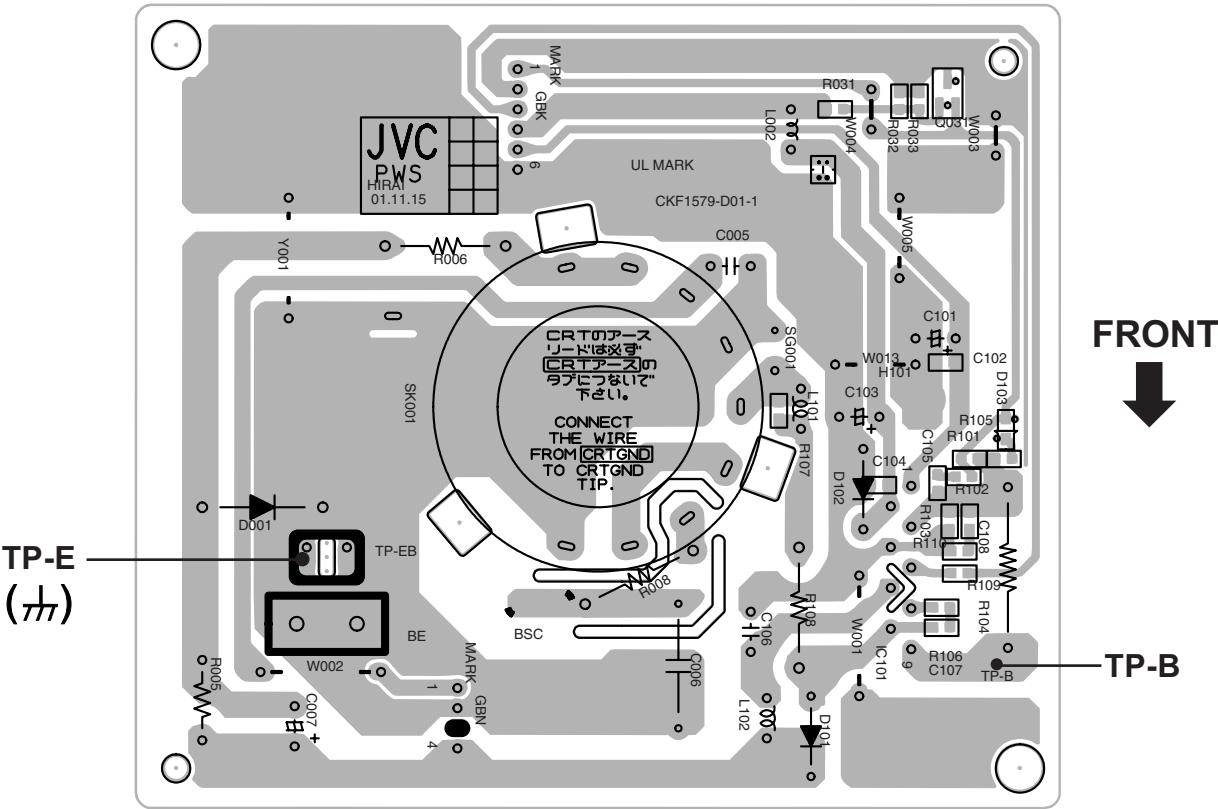 MARK
1
GBK
6
JVC
PWS
HIRAI
01.11.15
UL MARK
CKF1579-D01-1
L002
R031
W004
R032
R033
Q031
W003
Y001
R006
C005
W005
C101
C102
W013
H101
SG001
C103
L101
D103
R105
R101
FRONT
SK001
CRTのアース
リードは必ず
CRTアースの
タブにつないで
下さい。
CONNECT
THE WIRE
FROM CRTGND
TO CRTGND
TIP.
R107
D102
C104
1
C105
R102
R103
C108
R110
R109
D001
TP-EB
TP-E
R008
BSC
BE
W002
R005
C007
+
MARK
1
GBN
4
C006
C106
R108
W001
IC101
9
R104
R106
C107
TP-B
TP-B
L102
D101